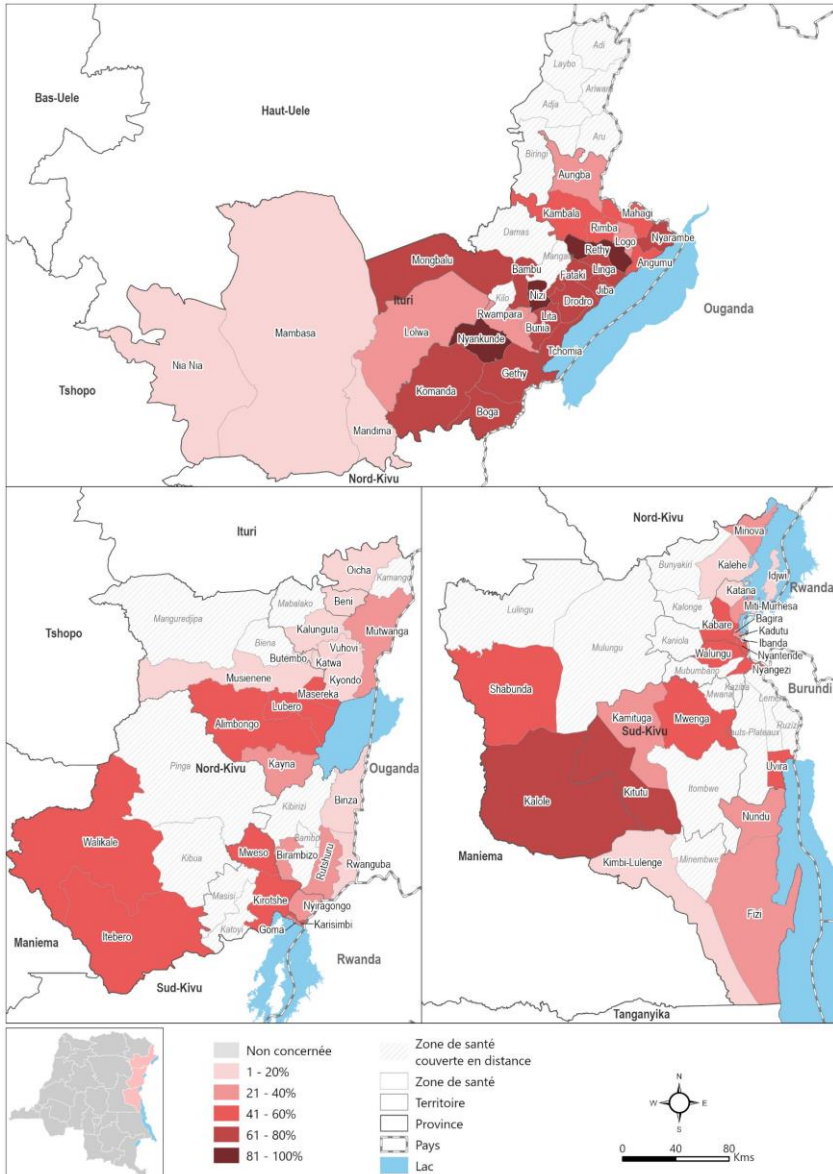 Bas-Uele
Haut-Uele
Adi
Laybo
Ariwara
Adja
Aru
Biringi
Aungba
Kambala
Mahagi
Rimba
Logo
Nyarambe
Damas
Rethy
Mongbalu
Mangala
Angumu
Bambu
Fataki
Linga
Ituri
Kilo
Nizi
Jiba
Drodro
Ouganda
Rwampara
Lita
Lolwa
Bunia
Mambasa
Nyankunde
Tchomia
Nia Nia
Gethy
Tshopo
Komanda
Boga
Mandima
Nord-Kivu
Ituri
Oicha
Kamango
Mabalako
Beni
Manguredjipa
Tshopo
Kalunguta
Mutwanga
Biena
Vuhovi
Butembo
Katwa
Musienene
Kyondo
Masereka
Lubero
Alimbongo
Pinga
Kayna
Nord-Kivu
Ouganda
Binza
Kibirizi
Walikale
Bambo
Mweso
Birambizo
Rutshuru
Kibua
Rwanguba
Masisi
Kirotshe
Nyiragongo
Itebero
Katoyi
Goma
Karisimbi
Maniema
Rwanda
Sud-Kivu
Nord-Kivu
Minova
Bunyakiri
Kalehe
Idjwi
Lulingu
Katana
Rwanda
Kalonge
Miti-Murhesa
Kabare
Bagira
Kadutu
Mulungu
Kaniola
Ibanda
Walungu
Nyantende
Mubumbano
Nyangezi
Shabunda
Kaziba
Burundi
Mwana
Lemera
Kamituga
Mwenga
Ruzizi
Sud-Kivu
auts-Plateaux
Uvira
Kalole
Kitutu
Itombwe
Nundu
Maniema
Kimbi-Lulenge
Minembwe
Fizi
Tanganyika
Non concernée
1 - 20%
21 - 40%
41 - 60%
61 - 80%
81 - 100%
Zone de santé
couverte en distance
Zone de santé
Territoire
Province
Pays
Lac
N
W
E
S
0
40
80
Kms